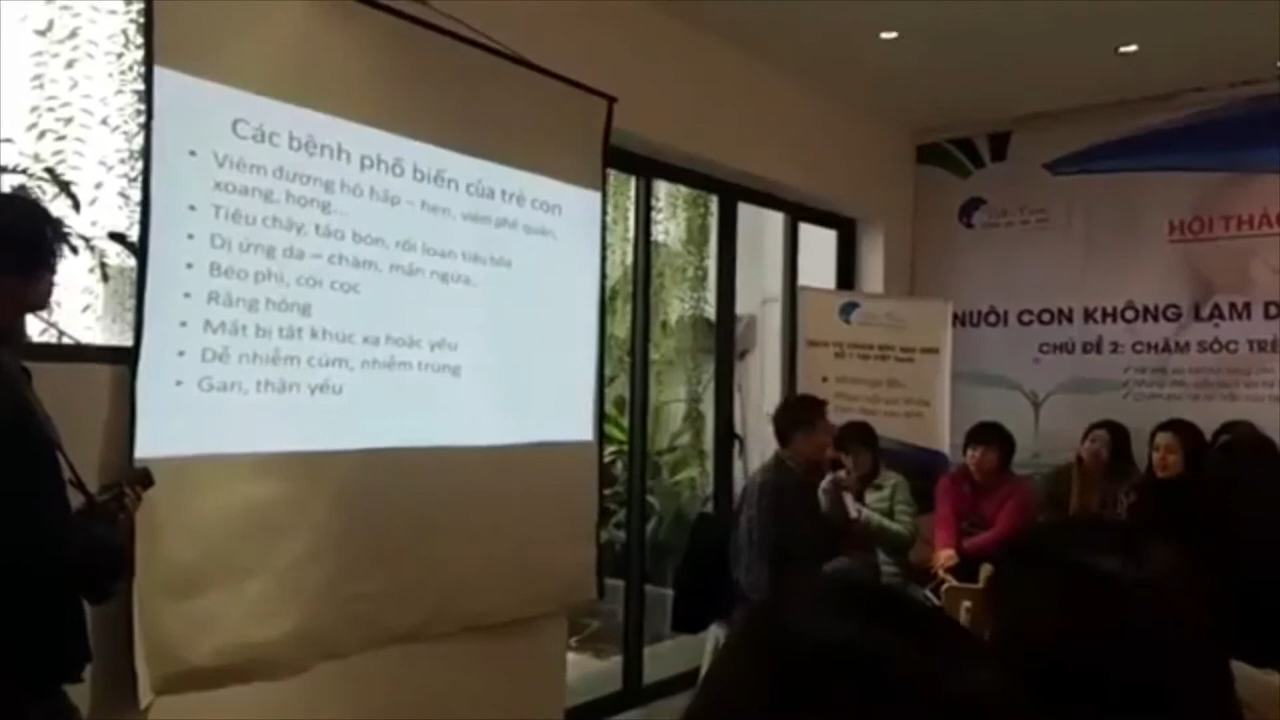 Các bệnh phổ biến của trẻ con
• Viêm đường hô hấp – hen, viêm phế quản,
xoang, họng...
• Tiêu chảy, táo bón, rối loạn tiêu hóa
• Dị ứng da – chàm, mẩn ngứa..
• Béo phì, còi cọc
• Răng hỏng
• Mắt bị tật khúc xạ hoặc yếu
• Dễ nhiễm cúm, nhiễm trùng
• Gan, thận yếu
HỘI THẢO
NUÔI CON KHÔNG LẠM D
CHỦ ĐỀ 2: CHĂM SÓC TRẺ